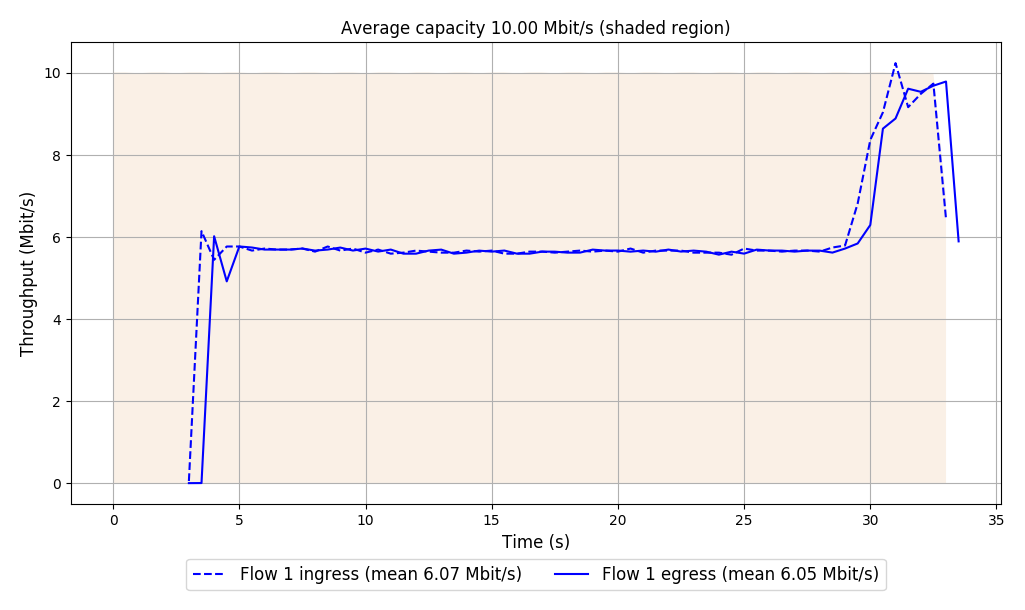 Average capacity 10.00 Mbit/s (shaded region)
Throughput (Mbit/s)
10
8
6
4
2
0
0 5 10 15 20 25 30 35
Time (s)
Flow 1 ingress (mean 6.07 Mbit/s) Flow 1 egress (mean 6.05 Mbit/s)